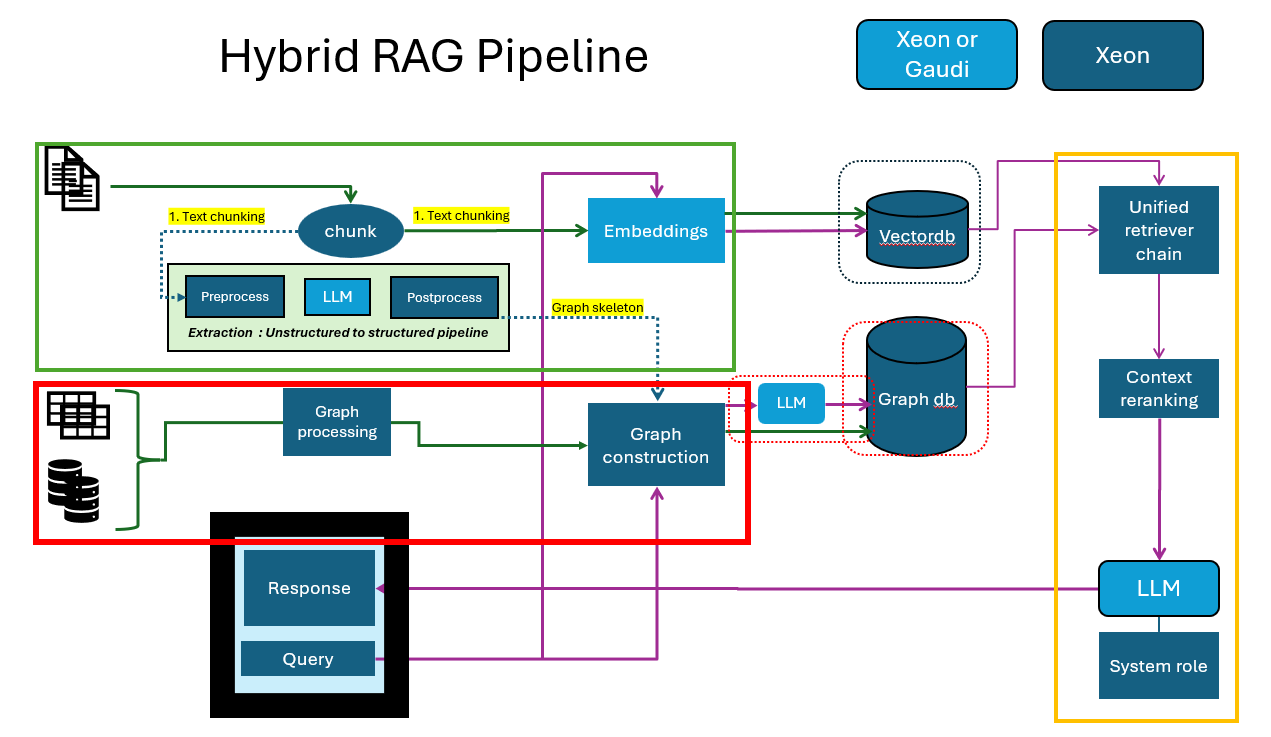 Hybrid RAG Pipeline
Xeon or
Gaudi
Xeon
1. Text chunking
chunk
1. Text chunking
Embeddings
Vectordb
Unified
retriever
chain
Preprocess
LLM
Postprocess
Extraction : Unstructured to structured pipeline
Graph skeleton
Graph
processing
Graph
construction
LLM
Graph db
Context
reranking
Response
Query
LLM
System role